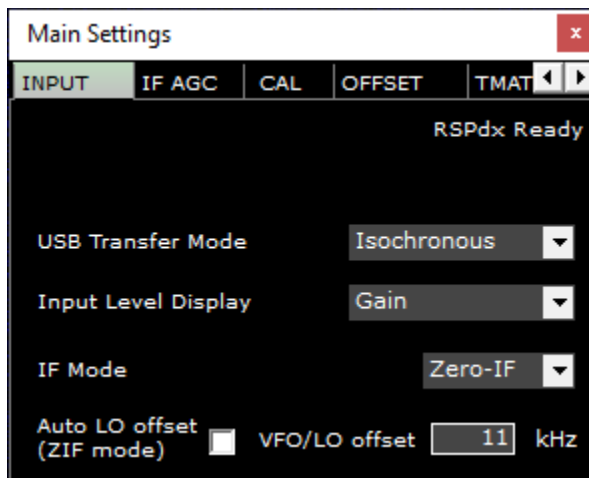 Main Settings x
INPUT IF AGC CAL OFFSET TMAT
RSPdx Ready
USB Transfer Mode Isochronous
Input Level Display Gain
IF Mode Zero-IF
Auto LO offset
(ZIF mode) VFO/LO offset 11 kHz